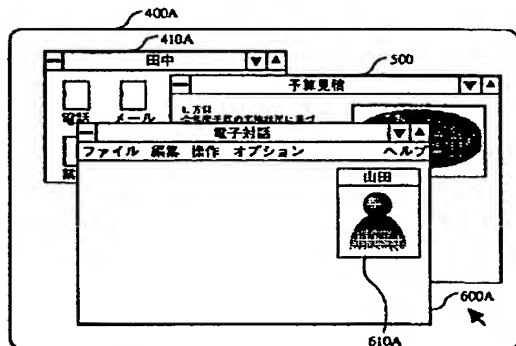 400A
410A
田中
500
予算見積
電話 メール
電子対話
ファイル 編集 操作 オプション ヘルプ
山田
600A
610A